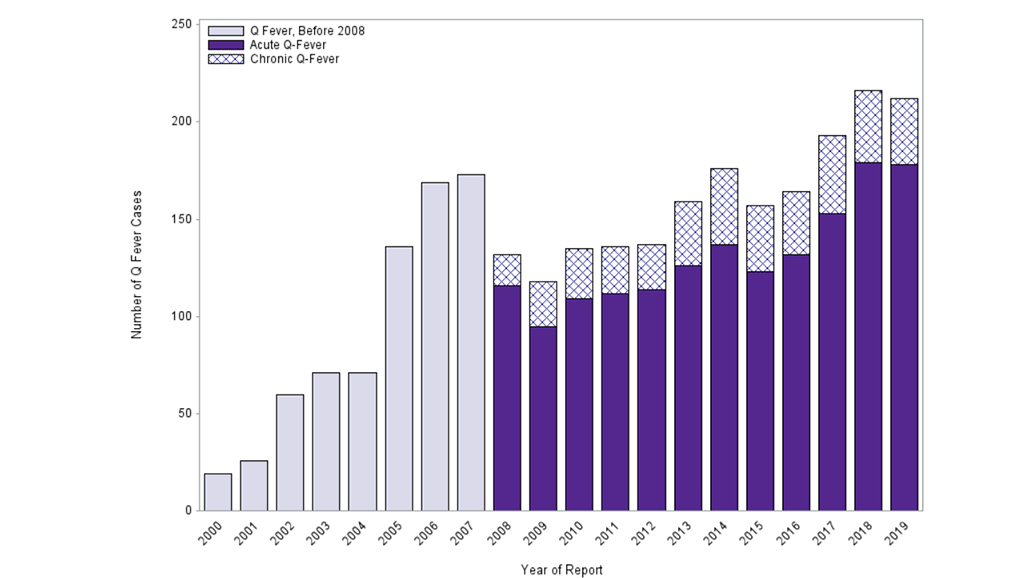 250
Q Fever, Before 2008
Acute Q-Fever
Chronic Q-Fever
200
150
100
50
0
Number of Q Fever Cases
2000 2001 2002 2003 2004 2005 2006 2007 2008 2009 2010 2011 2012 2013 2014 2015 2016 2017 2018 2019
Year of Report